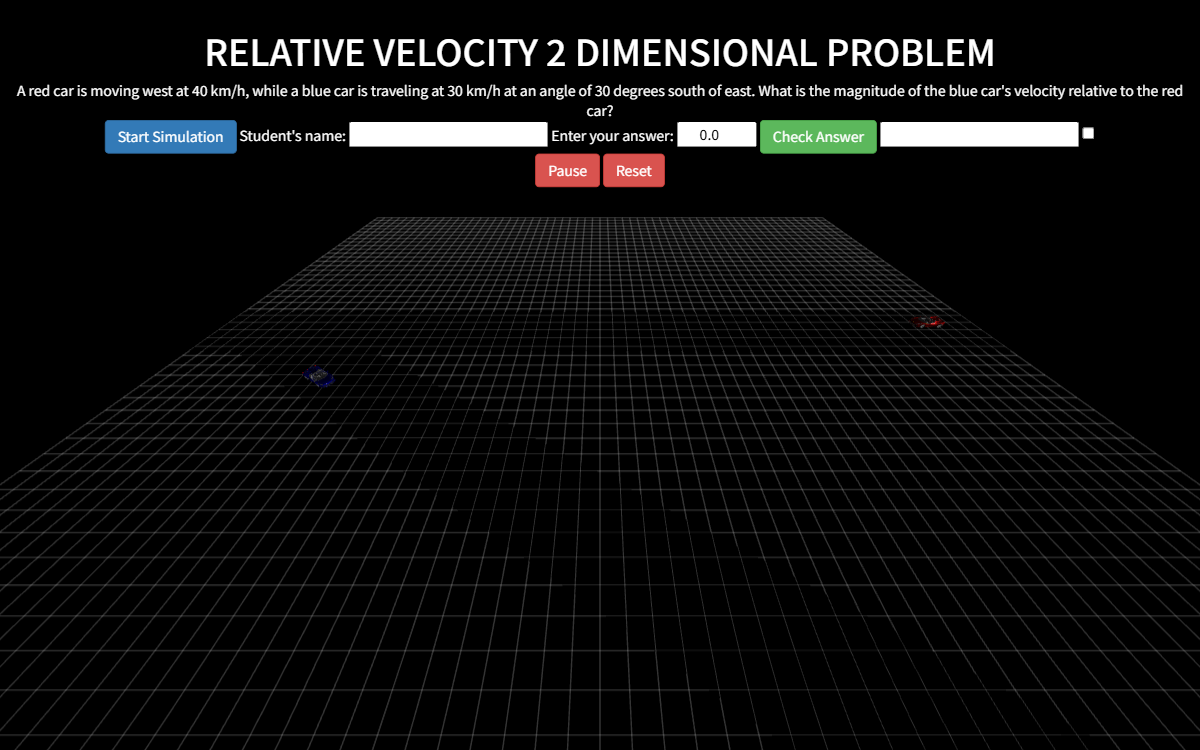 RELATIVE VELOCITY 2 DIMENSIONAL PROBLEM
A red car is moving west at 40 km/h, while a blue car is traveling at 30 km/h at an angle of 30 degrees south of east. What is the magnitude of the blue car's velocity relative to the red
car?
Start Simulation Student's name: Enter your answer: 0.0 Check Answer
Pause Reset